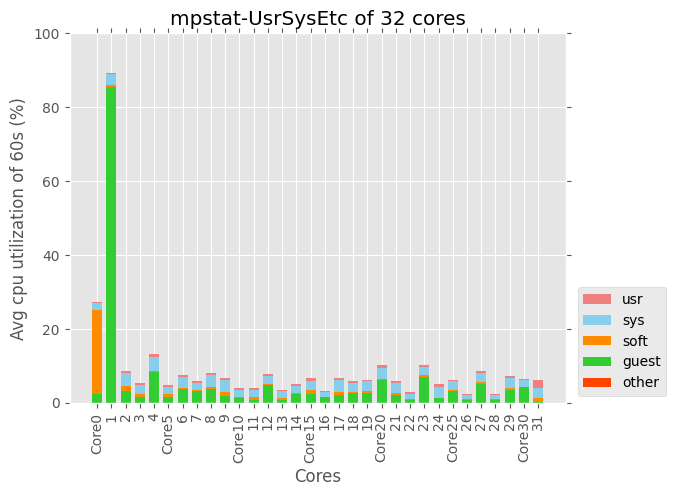 mpstat-UsrSysEtc of 32 cores
Avg cpu utilization of 60s (%)
100
80
60
40
20
0
Core0
1
2
3
4
Core5
6
7
8
9
Core10
11
12
13
14
Core15
16
17
18
19
Core20
21
22
23
24
Core25
26
27
28
29
Core30
31
Cores
usr
sys
soft
guest
other